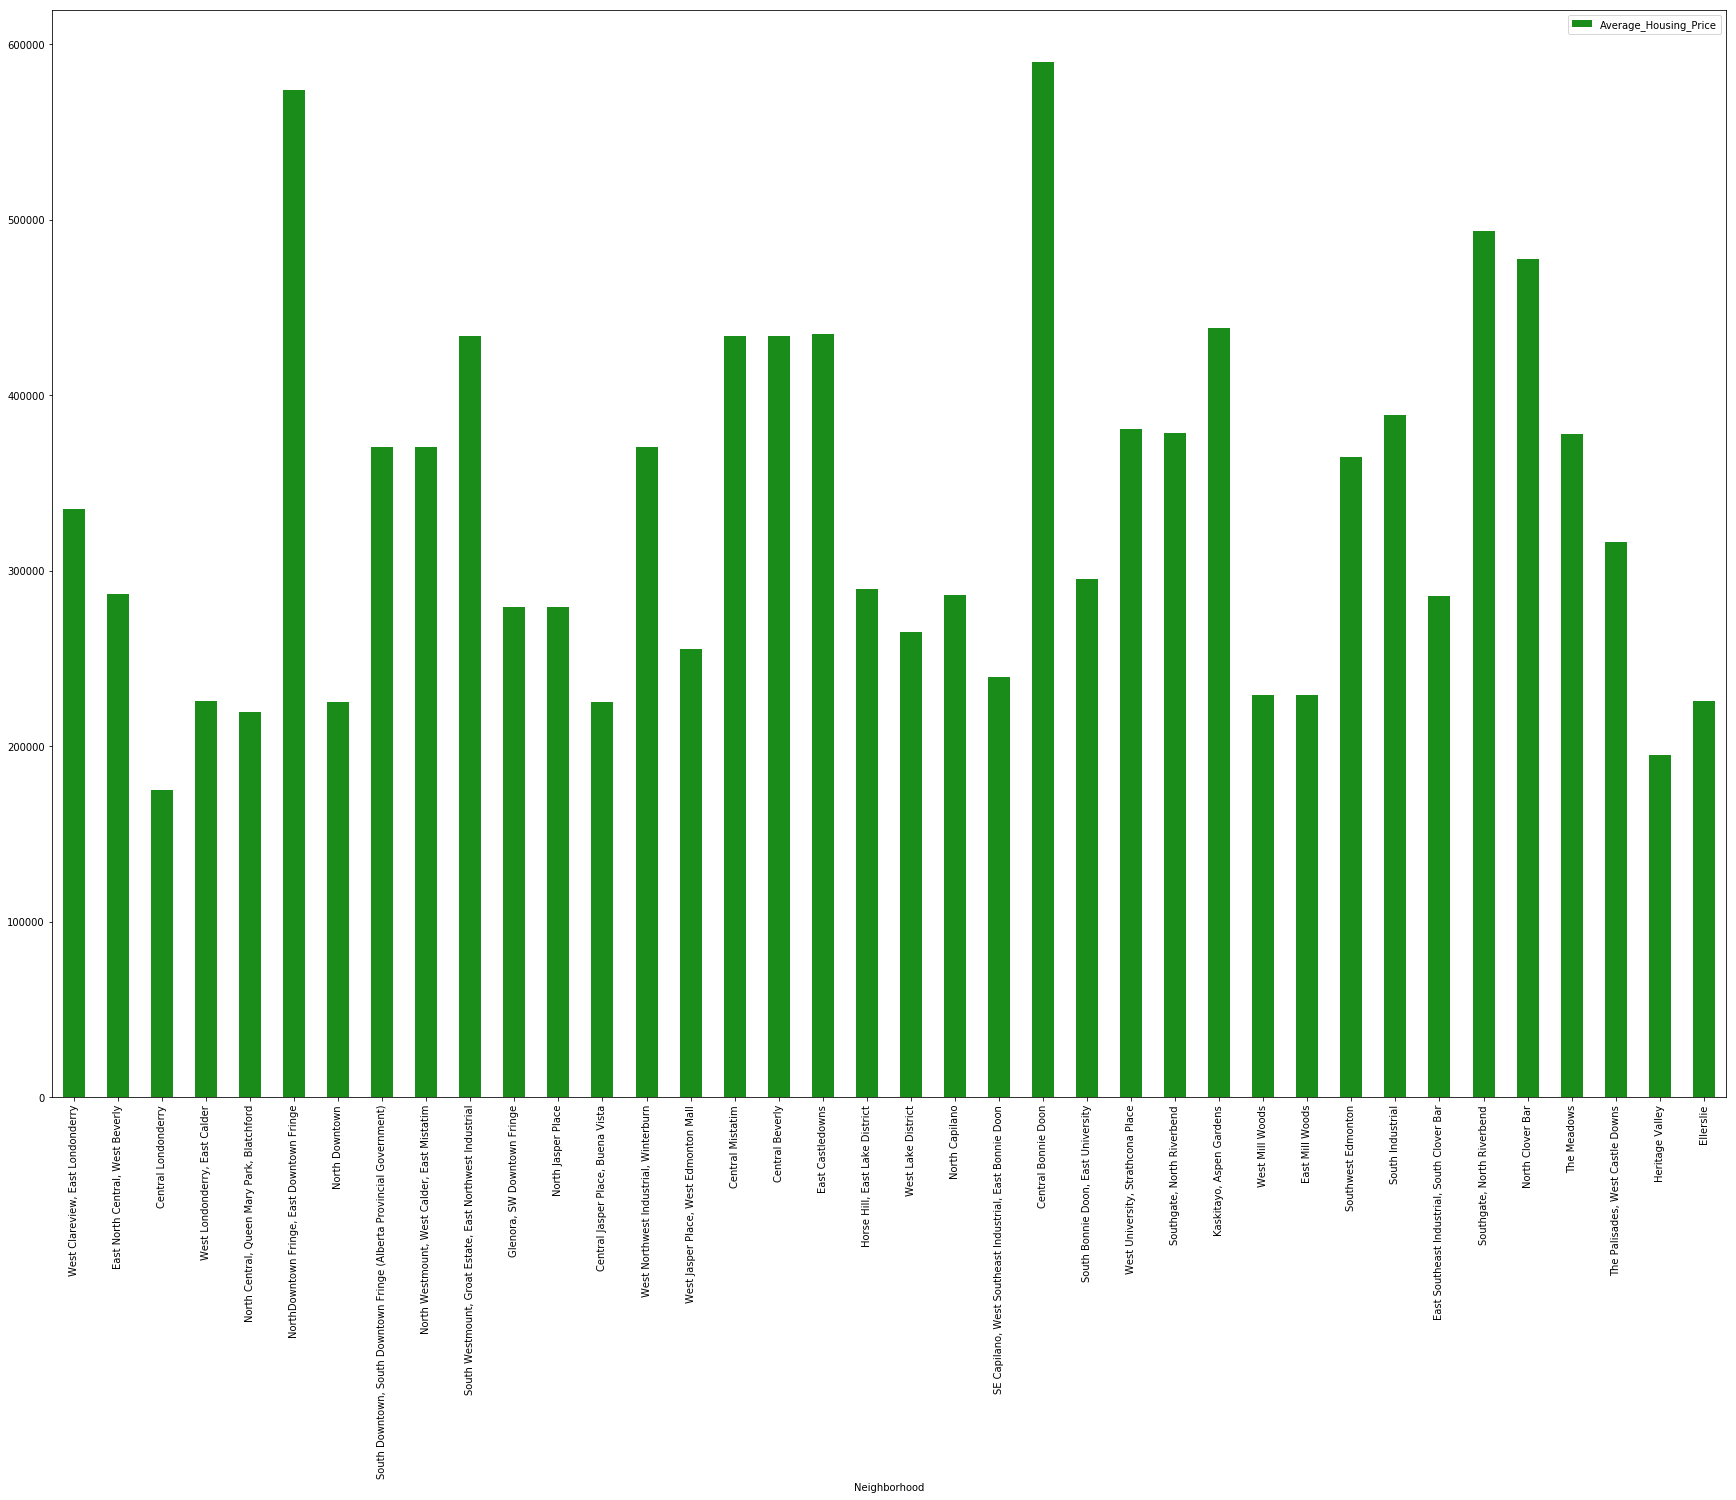 Average_Housing_Price
600000
500000
400000
300000
200000
100000
0
West Clareview, East Londonderry
East North Central, West Beverly
Central Londonderry
West Londonderry, East Calder
North Central, Queen Mary Park, Blatchford
NorthDowntown Fringe, East Downtown Fringe
North Downtown
South Downtown, South Downtown Fringe (Alberta Provincial Government)
North Westmount, West Calder, East Mistatim
South Westmount, Groat Estate, East Northwest Industrial
Glenora, SW Downtown Fringe
North Jasper Place
Central Jasper Place, Buena Vista
West Northwest Industrial, Winterburn
West Jasper Place, West Edmonton Mall
Central Mistatim
Central Beverly
East Castledowns
Horse Hill, East Lake District
West Lake District
North Capilano
SE Capilano, West Southeast Industrial, East Bonnie Doon
Central Bonnie Doon
South Bonnie Doon, East University
West University, Strathcona Place
Southgate, North Riverbend
Kaskitayo, Aspen Gardens
West Mill Woods
East Mill Woods
Southwest Edmonton
South Industrial
East Southeast Industrial, South Clover Bar
Southgate, North Riverbend
North Clover Bar
The Meadows
The Palisades, West Castle Downs
Heritage Valley
Ellerslie
Neighborhood